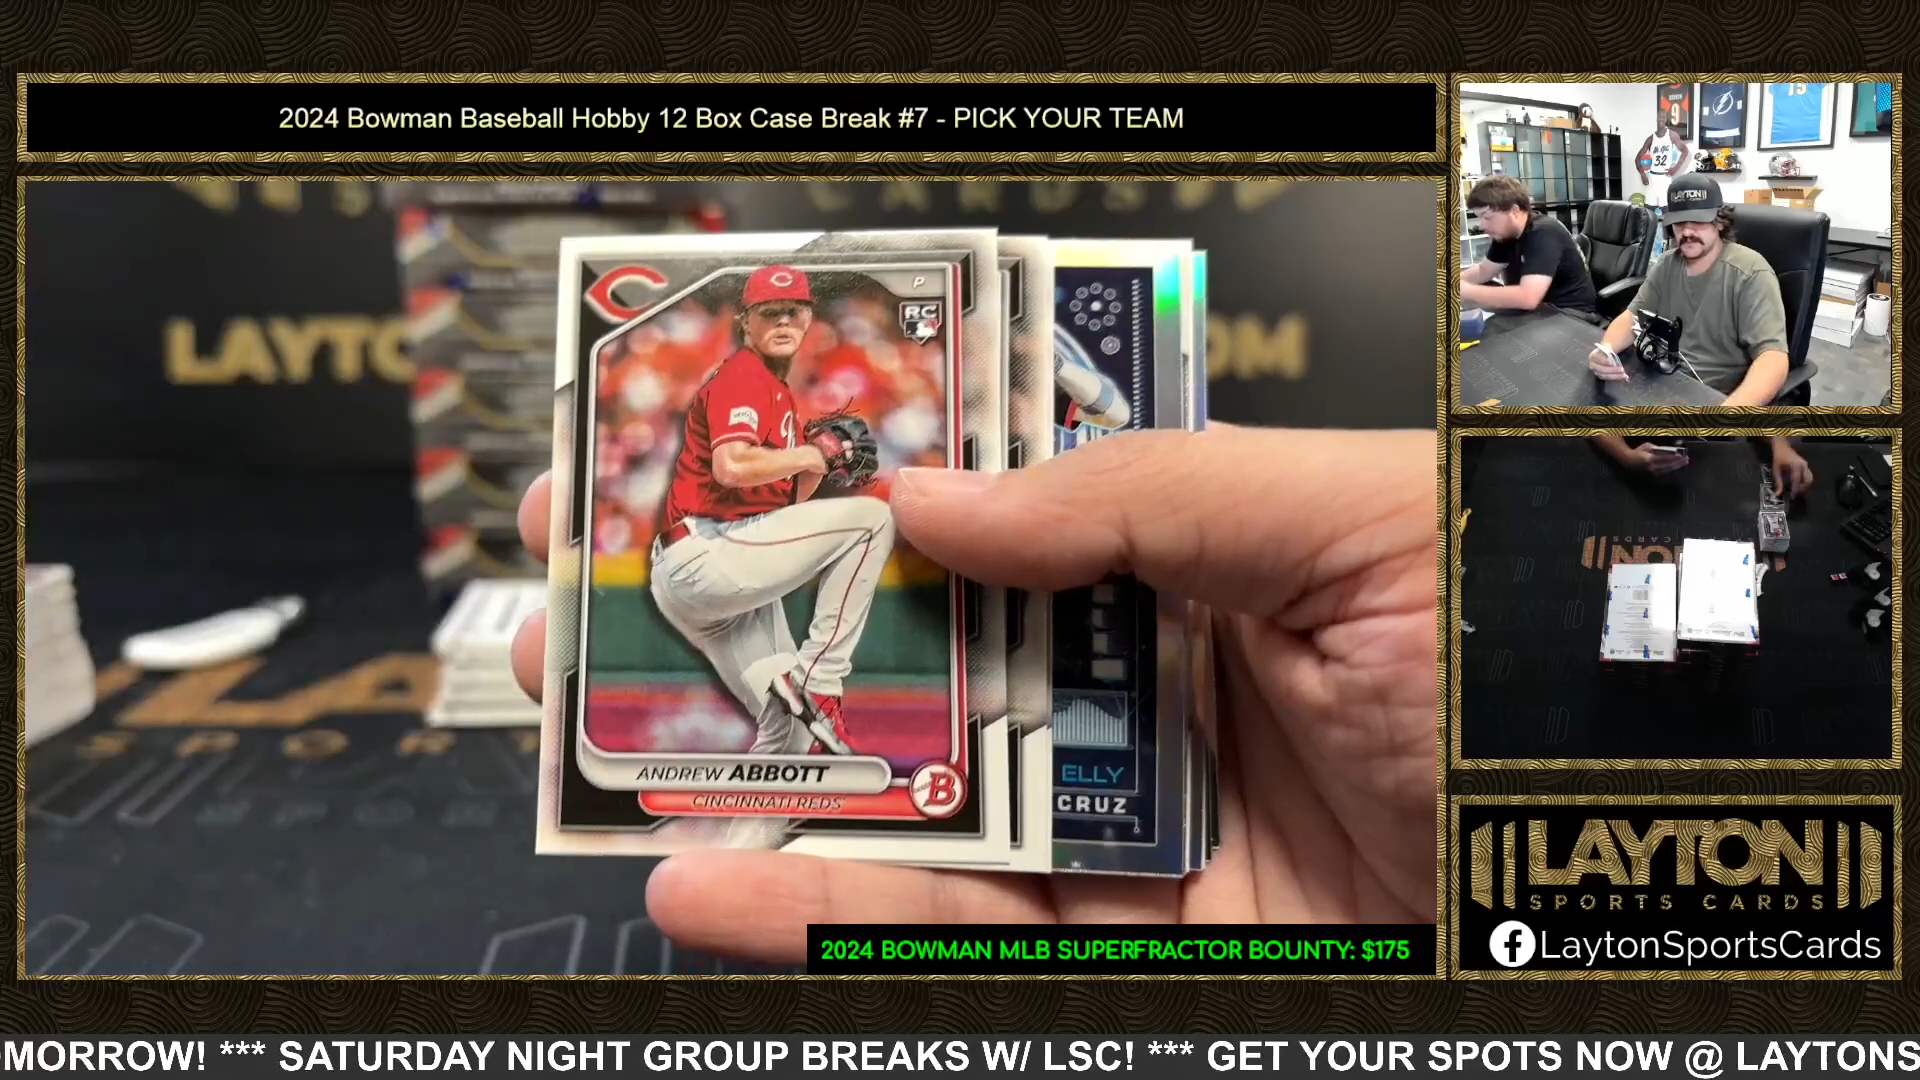 2024 Bowman Baseball Hobby 12 Box Case Break #7 - PICK YOUR TEAM
P
RC
ANDREW ABBOTT
CINCINNATI REDS
B
ELLY
CRUZ
2024 BOWMAN MLB SUPERFRACTOR BOUNTY: $175
LAYTON
SPORTS CARDS
LaytonSportsCards
MORROW! *** SATURDAY NIGHT GROUP BREAKS W/ LSC! *** GET YOUR SPOTS NOW @ LAYTONS